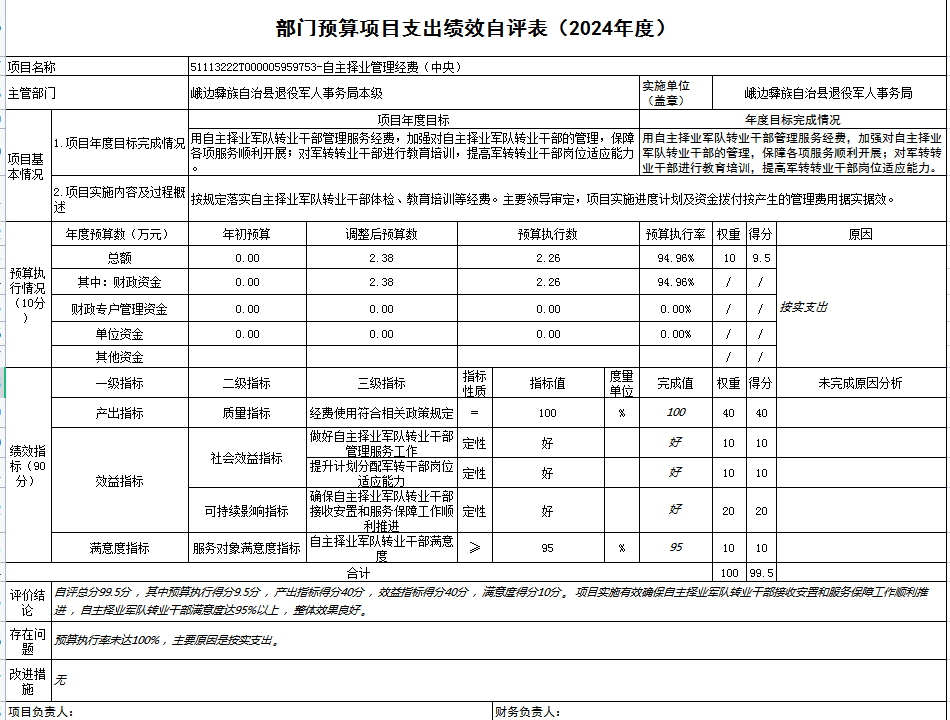 部门预算项目支出绩效自评表（2024年度）
项目名称 51113222T000005959753-自主择业管理经费（中央）
主管部门 峨边彝族自治县退役军人事务局本级 实施单位（盖章） 峨边彝族自治县退役军人事务局
项目基本情况 1.项目年度目标完成情况 项目年度目标 年度目标完成情况
用自主择业军队转业干部管理服务经费，加强对自主择业军队转业干部的管理，保障
各项服务顺利开展；对军转转业干部进行教育培训，提高军转转业干部岗位适应能力
。
用自主择业军队转业干部管理服务经费，加强对自主择业
军队转业干部的管理，保障各项服务顺利开展；对军转转
业干部进行教育培训，提高军转转业干部岗位适应能力。
2.项目实施内容及过程概述 按规定落实自主择业军队转业干部体检、教育培训等经费。主要领导审定，项目实施进度计划及资金拨付按产生的管理费用据实据效。
预算执行情况（10分） 年度预算数（万元） 年初预算 调整后预算数 预算执行数 预算执行率 权重 得分 原因
总额 0.00 2.38 2.26 94.96% 10 9.5 按实支出
其中：财政资金 0.00 2.38 2.26 94.96% / /
财政专户管理资金 0.00 0.00 0.00 0.00% / /
单位资金 0.00 0.00 0.00 0.00% / /
其他资金 / /
绩效指标（90分） 一级指标 二级指标 三级指标 指标性质 指标值 度量单位 完成值 权重 得分 未完成原因分析
产出指标 质量指标 经费使用符合相关政策规定 ＝ 100 % 100 40 40
效益指标 社会效益指标 做好自主择业军队转业干部管理服务工作 定性 好 好 10 10
提升计划分配军转干部岗位适应能力 定性 好 好 10 10
可持续影响指标 确保自主择业军队转业干部接收安置和服务保障工作顺利推进 定性 好 好 20 20
满意度指标 服务对象满意度指标 自主择业军队转业干部满意度 ≥ 95 % 95 10 10
合计 100 99.5
评价结论 自评总分99.5分，其中预算执行得分9.5分，产出指标得分40分，效益指标得分40分，满意度得分10分。项目实施有效确保自主择业军队转业干部接收安置和服务保障工作顺利推
进，自主择业军队转业干部满意度达95%以上，整体效果良好。
存在问题 预算执行率未达100%，主要原因是按实支出。
改进措施 无
项目负责人： 财务负责人：